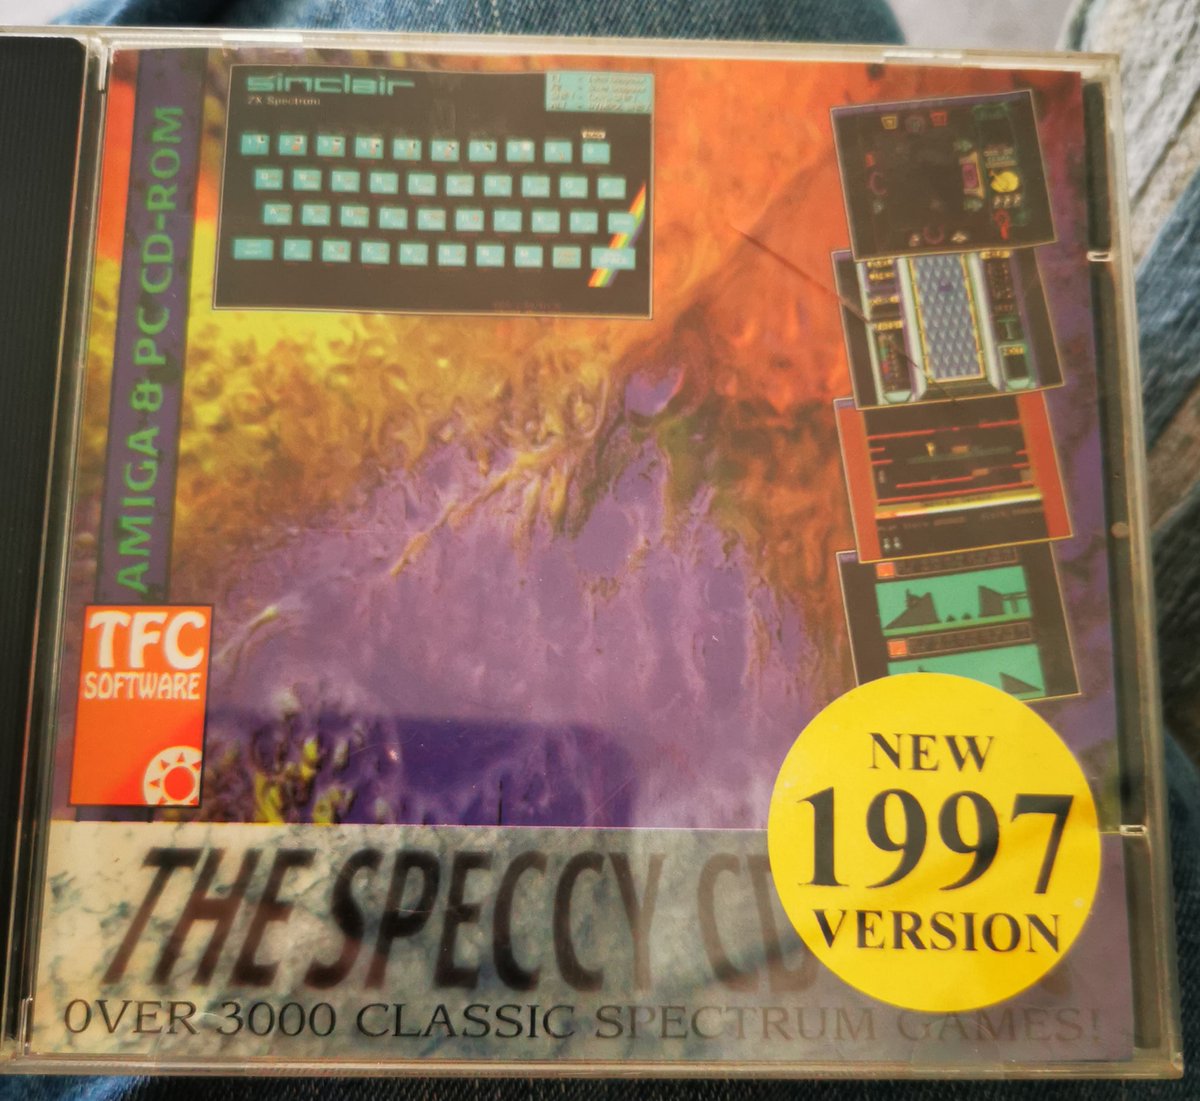 sinclair
ZX Spectrum
AMIGA & PC CD-ROM
TFC
SOFTWARE
NEW
1997
VERSION
THE SPECCY CD
OVER 3000 CLASSIC SPECTRUM GAMES!